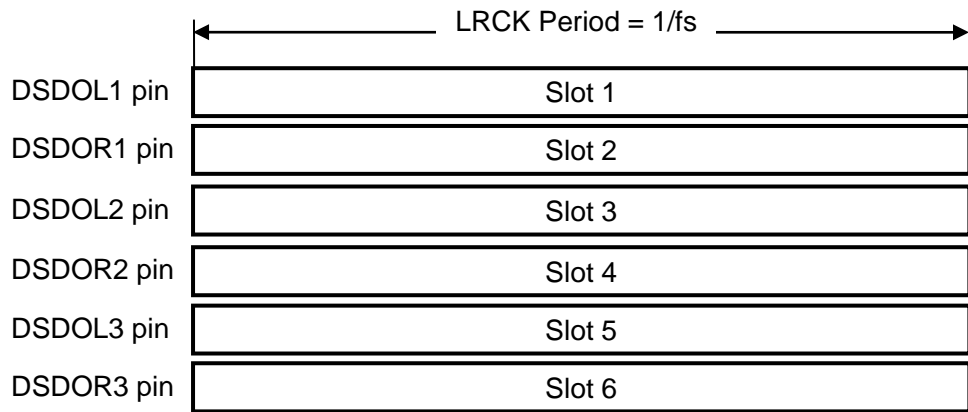 LRCK Period = 1/fs
DSDOL1 pin Slot 1
DSDOR1 pin Slot 2
DSDOL2 pin Slot 3
DSDOR2 pin Slot 4
DSDOL3 pin Slot 5
DSDOR3 pin Slot 6